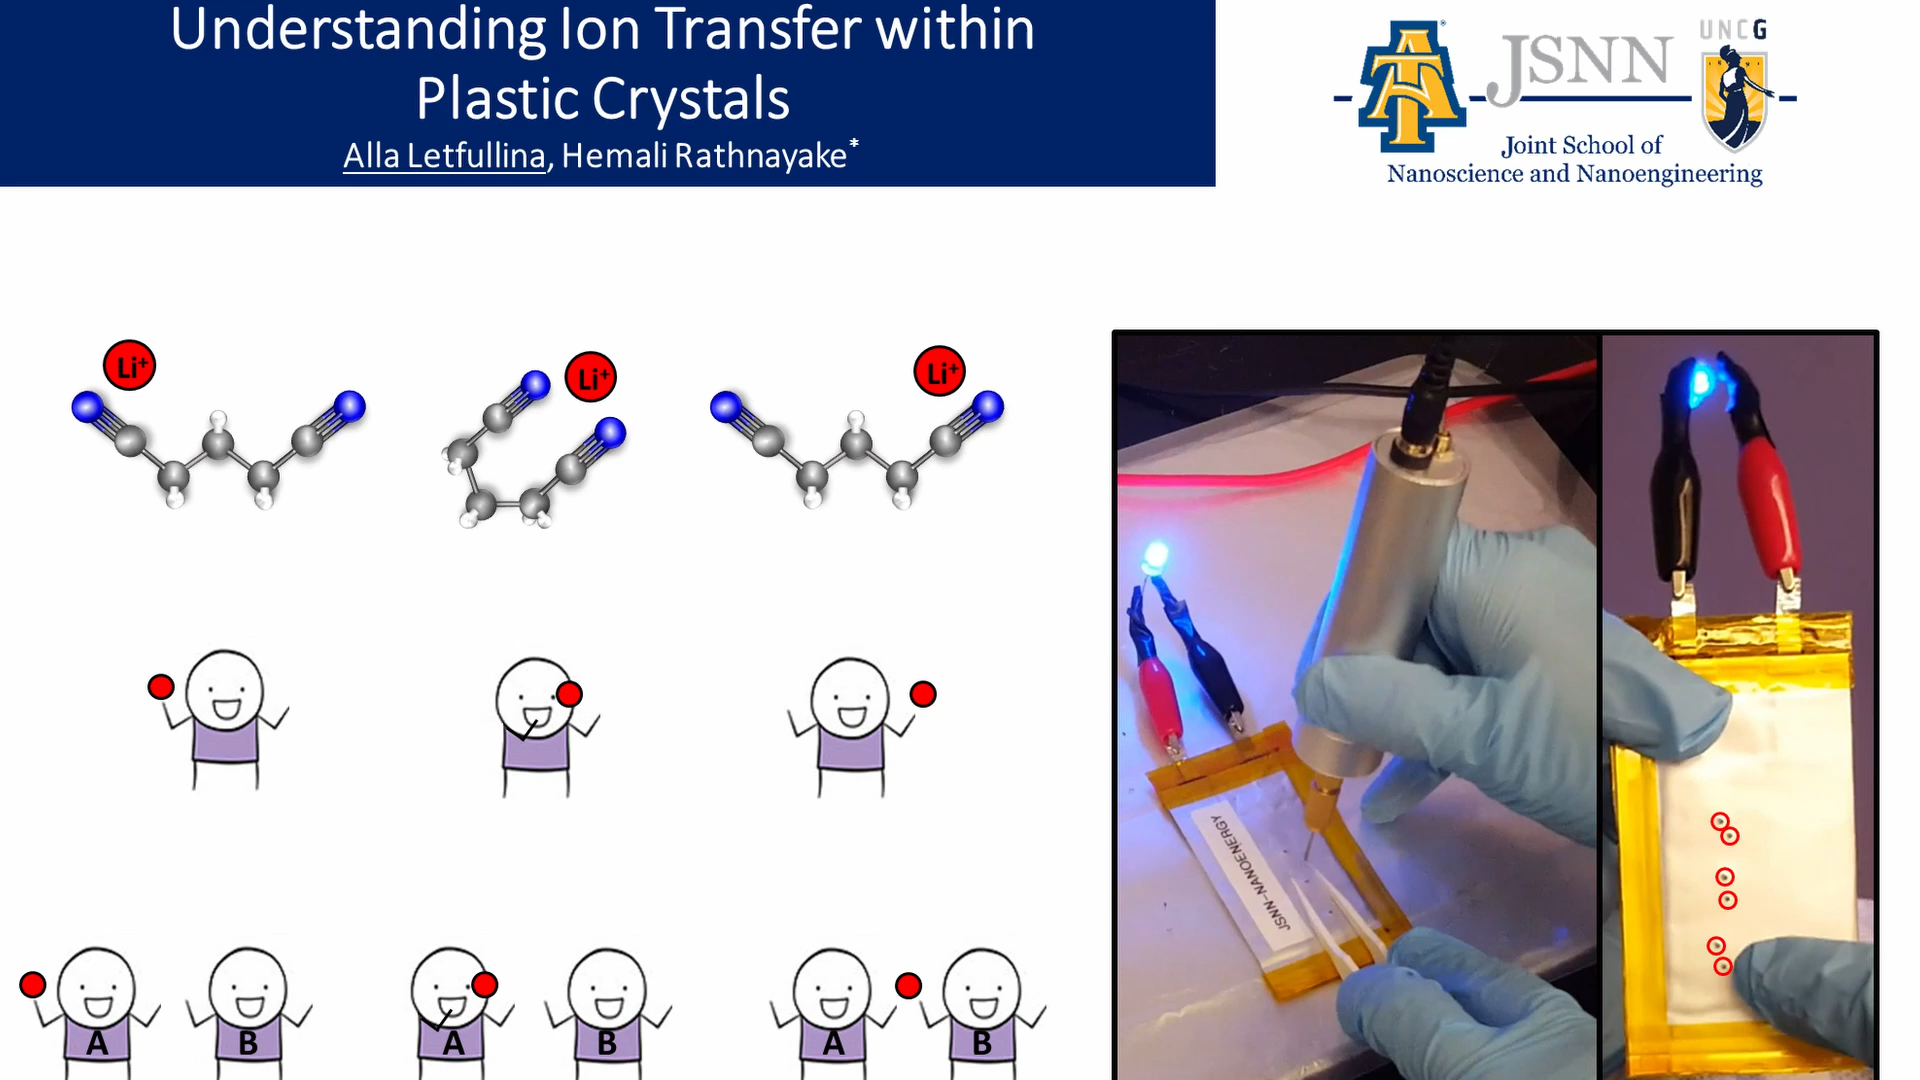 Understanding Ion Transfer within
Plastic Crystals
Alla Letfullina, Hemali Rathnayake*
UNCG
JSNN
Joint School of
Nanoscience and Nanoengineering
Li+
Li+
Li+
JSNN-NANOENERGY
A
B
A
B
A
B